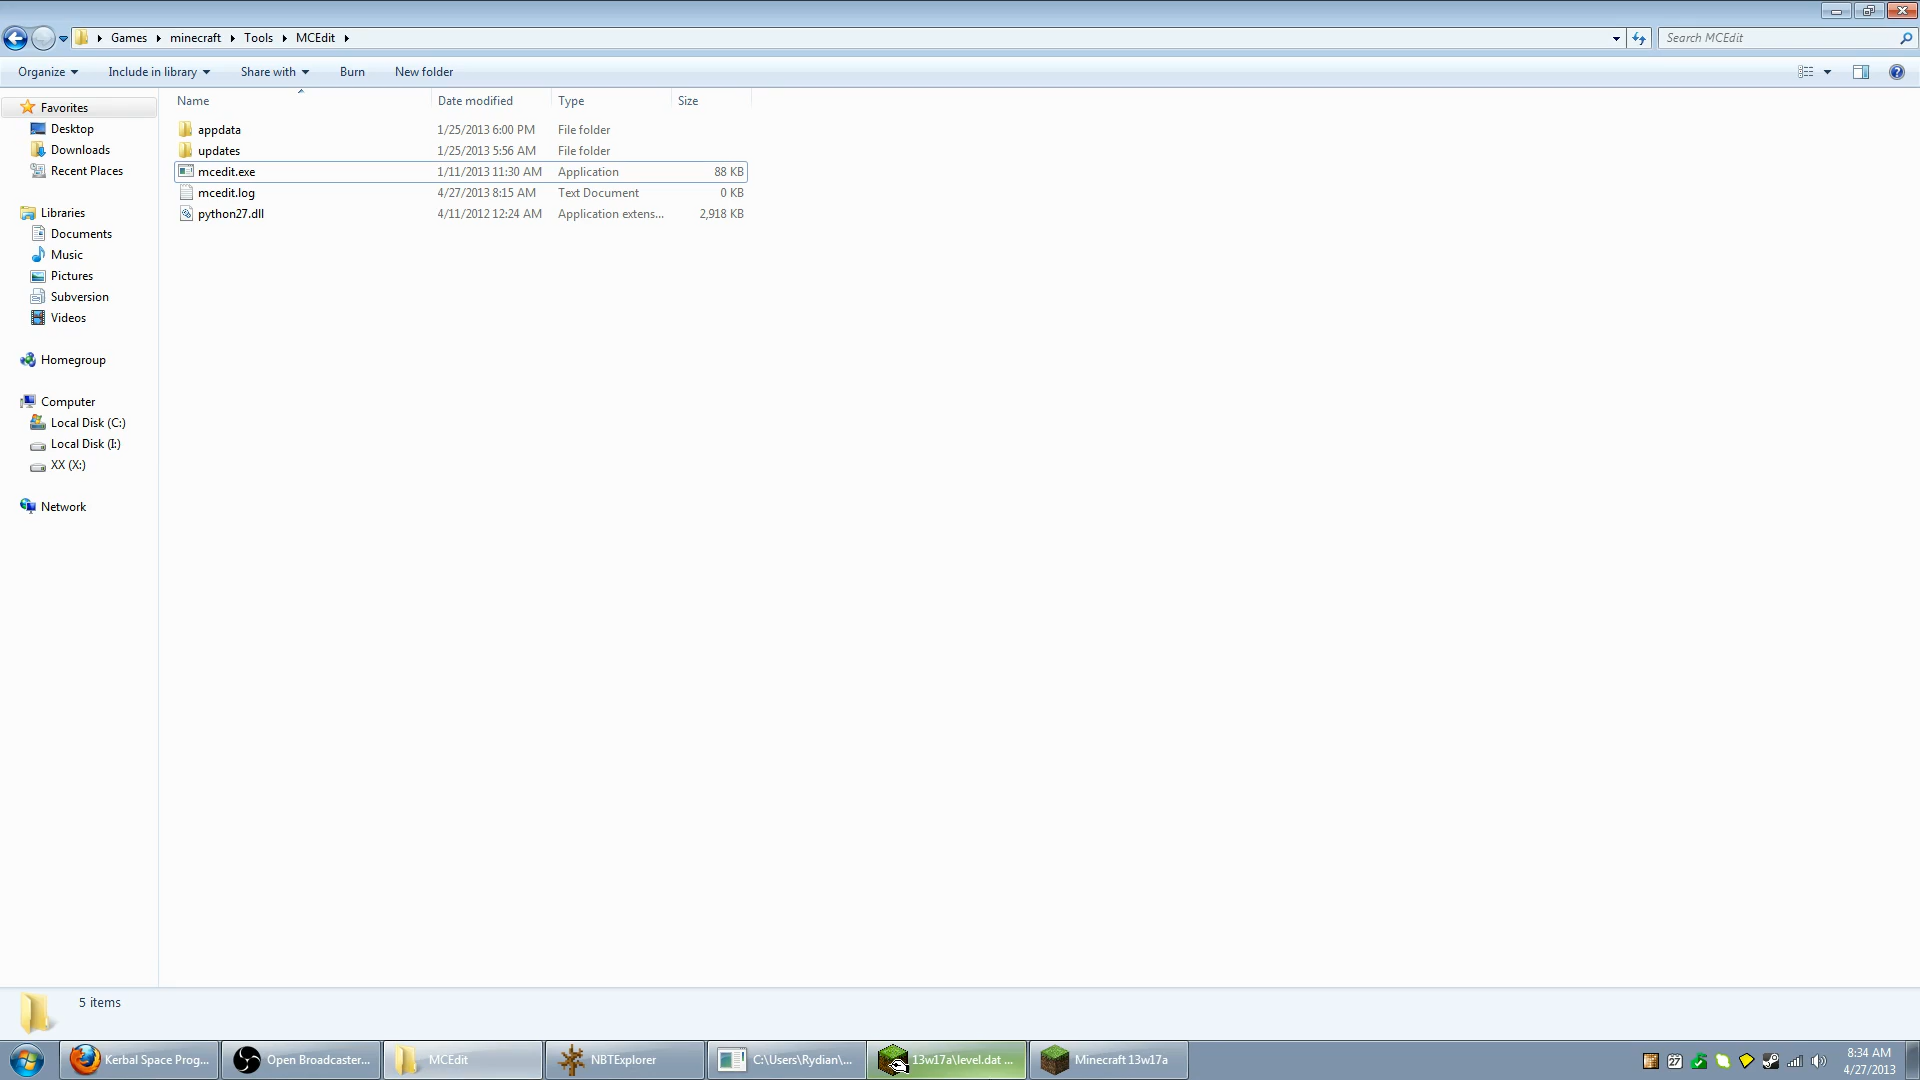 Games
minecraft
Tools
MCEdit
Search MCEdit
Organize
Include in library
Share with
Burn
New folder
Name
Date modified
Type
Size
Favorites
Desktop
Downloads
Recent Places
Libraries
Documents
Music
Pictures
Subversion
Videos
Homegroup
Computer
Local Disk (C:)
Local Disk (I:)
XX (X:)
Network
appdata 1/25/2013 6:00 PM File folder
updates 1/25/2013 5:56 AM File folder
mcedit.exe 1/11/2013 11:30 AM Application 88 KB
mcedit.log 4/27/2013 8:15 AM Text Document 0 KB
python27.dll 4/11/2012 12:24 AM Application extens... 2,918 KB
5 items
Kerbal Space Prog...
Open Broadcaster...
MCEdit
NBTExplorer
C:\Users\Rydian\...
13w17a\level.dat ...
Minecraft 13w17a
27
8:34 AM
4/27/2013